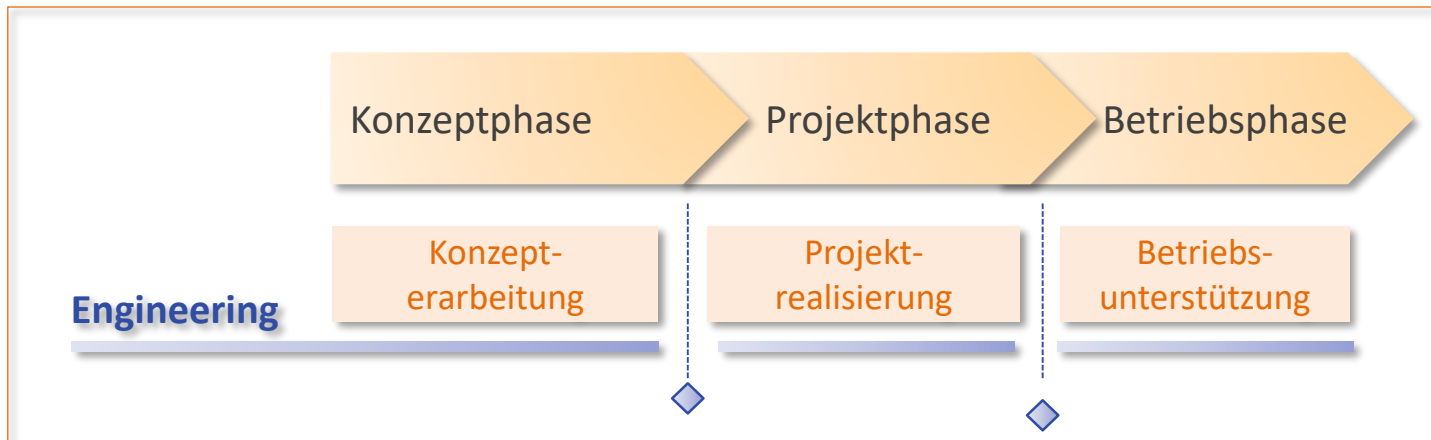 Konzeptphase
Projektphase
Betriebsphase
Konzept-
erarbeitung
Projekt-
realisierung
Betriebs-
unterstützung
Engineering